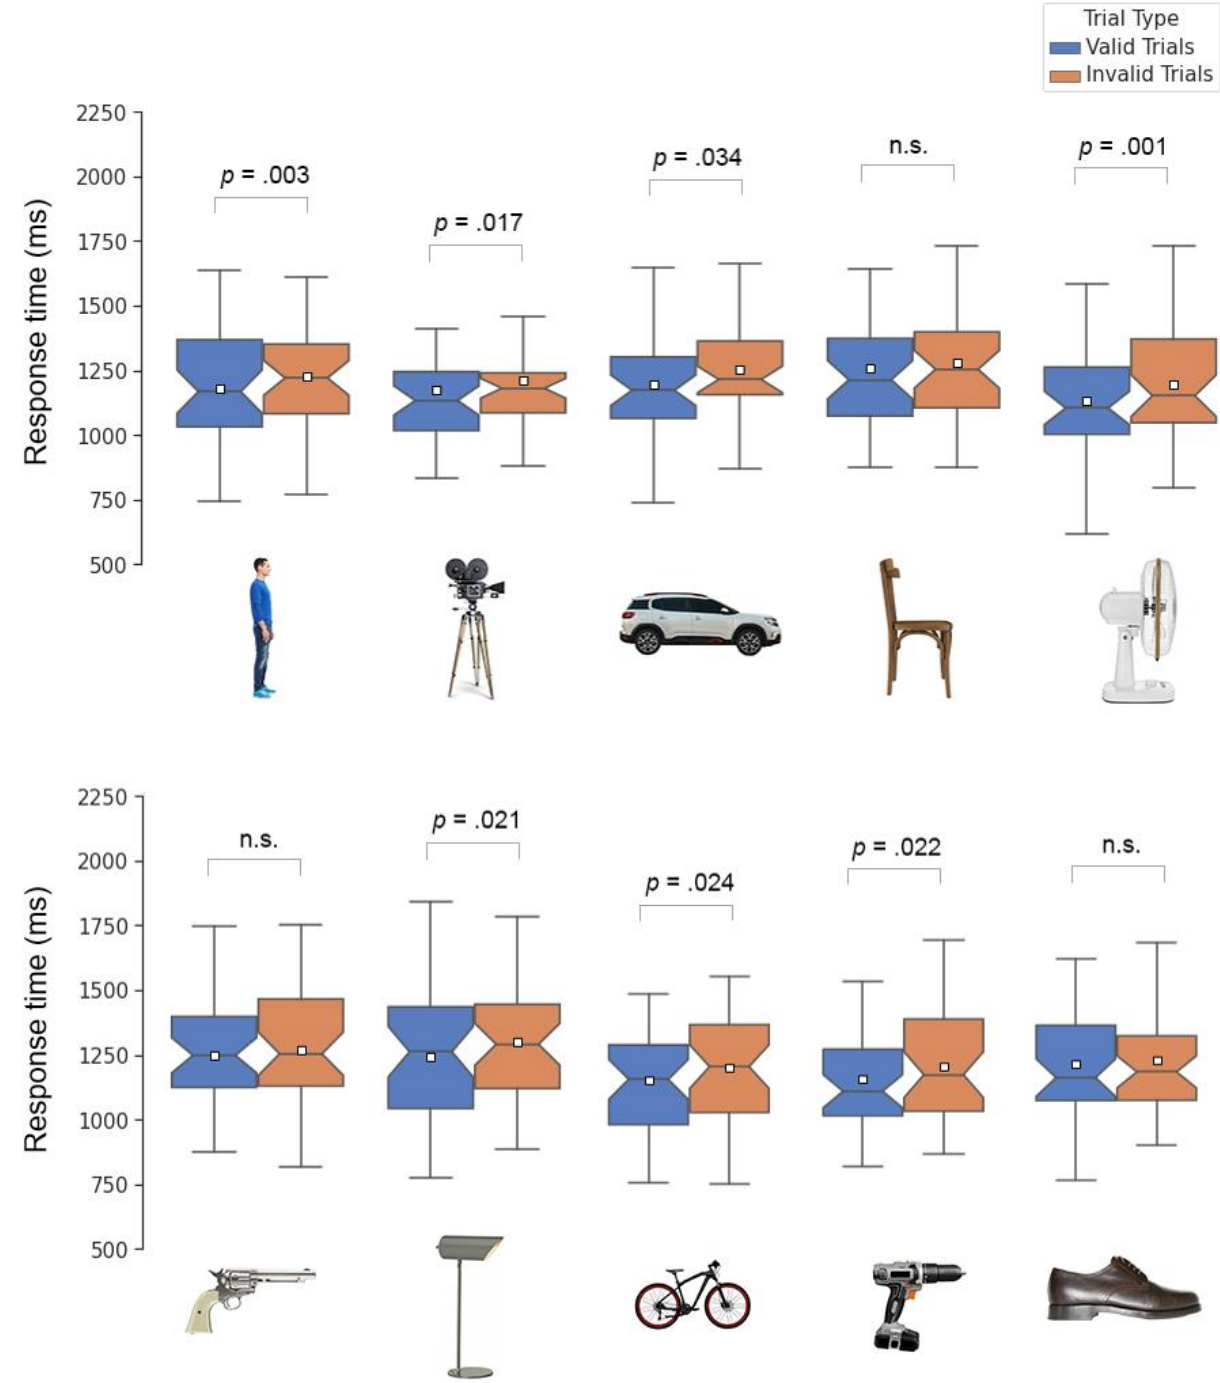 Trial Type
Valid Trials
Invalid Trials
Response time (ms)
2250
2000
1750
1500
1250
1000
750
500
p = .003
p = .017
p = .034
n.s.
p = .001
Response time (ms)
2250
2000
1750
1500
1250
1000
750
500
n.s.
p = .021
p = .024
p = .022
n.s.